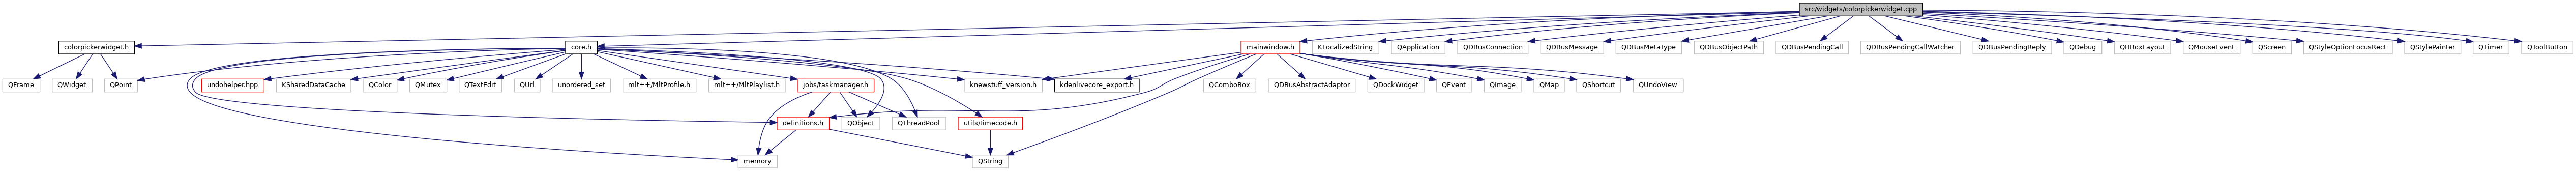 src/widgets/colorpickerwidget.cpp
colorpickerwidget.h
core.h
mainwindow.h
KLocalizedString
QApplication
QDBusConnection
QDBusMessage
QDBusMetaType
QDBusObjectPath
QDBusPendingCall
QDBusPendingCallWatcher
QDBusPendingReply
QDebug
QHBoxLayout
QMouseEvent
QScreen
QStyleOptionFocusRect
QStylePainter
QTimer
QToolButton
QFrame
QWidget
QPoint
undohelper.hpp
KSharedDataCache
QColor
QMutex
QTextEdit
QUrl
unordered_set
mlt++/MltProfile.h
mlt++/MltPlaylist.h
jobs/taskmanager.h
knewstuff_version.h
kdenlivecore_export.h
QComboBox
QDBusAbstractAdaptor
QDockWidget
QEvent
QImage
QMap
QShortcut
QUndoView
definitions.h
QObject
QThreadPool
utils/timecode.h
memory
QString